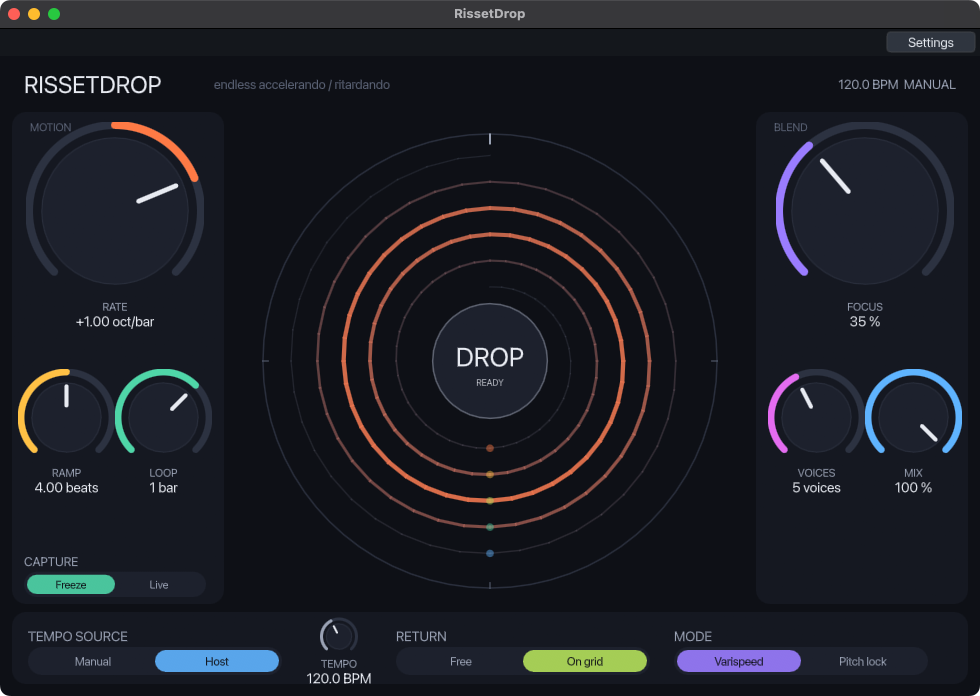 RissetDrop
Settings
RISSETDROP
endless accelerando / ritardando
120.0 BPM MANUAL
MOTION
RATE
+1.00 oct/bar
RAMP
4.00 beats
LOOP
1 bar
CAPTURE
Freeze
Live
DROP
READY
BLEND
FOCUS
35 %
VOICES
5 voices
MIX
100 %
TEMPO SOURCE
Manual
Host
TEMPO
120.0 BPM
RETURN
Free
On grid
MODE
Varispeed
Pitch lock